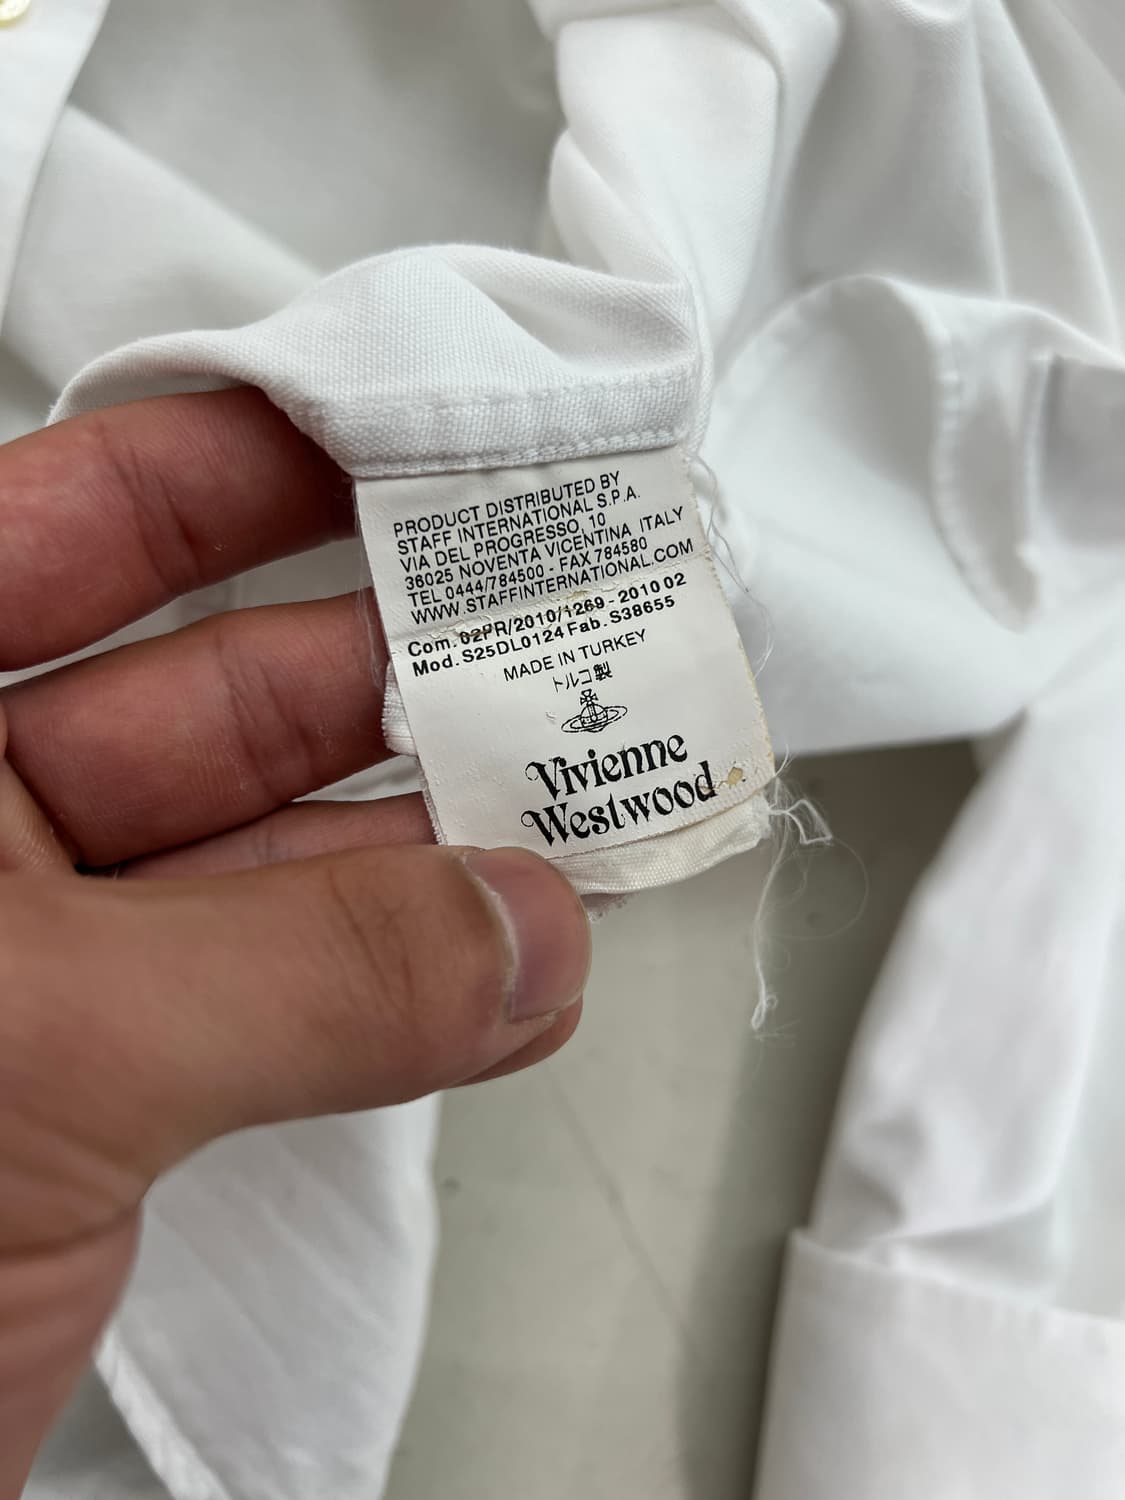 PRODUCT DISTRIBUTED BY
STAFF INTERNATIONAL S.P.A.
VIA DEL PROGRESSO, 10
36025 NOVENTA VICENTINA ITALY
TEL 0444/784500 - FAX 784580
WWW.STAFFINTERNATIONAL.COM
Com. 02PR/2010/1269 - 2010 02
Mod. S25DL0124 Fab. S38655
MADE IN TURKEY
トルコ製
Vivienne
Westwood